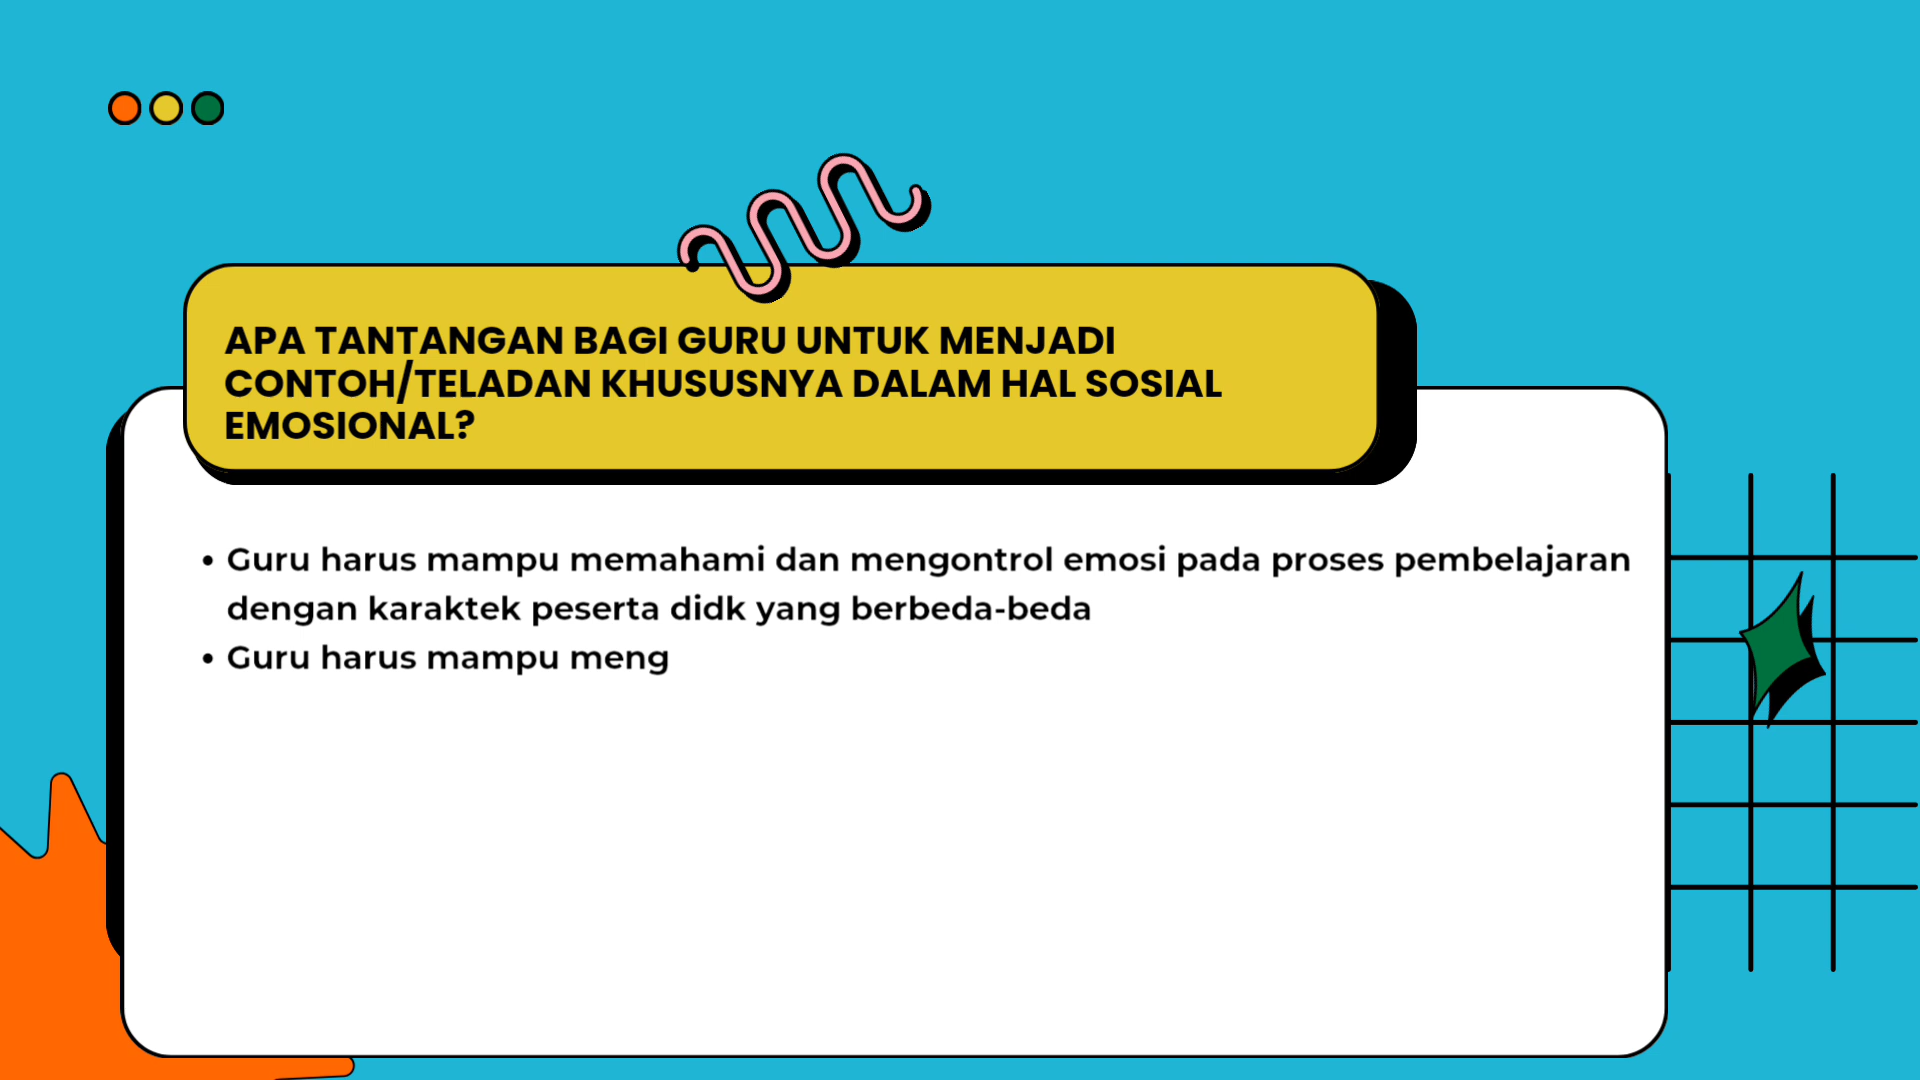 APA TANTANGAN BAGI GURU UNTUK MENJADI
CONTOH/TELADAN KHUSUSNYA DALAM HAL SOSIAL
EMOSIONAL?
• Guru harus mampu memahami dan mengontrol emosi pada proses pembelajaran
dengan karaktek peserta didk yang berbeda-beda
• Guru harus mampu meng